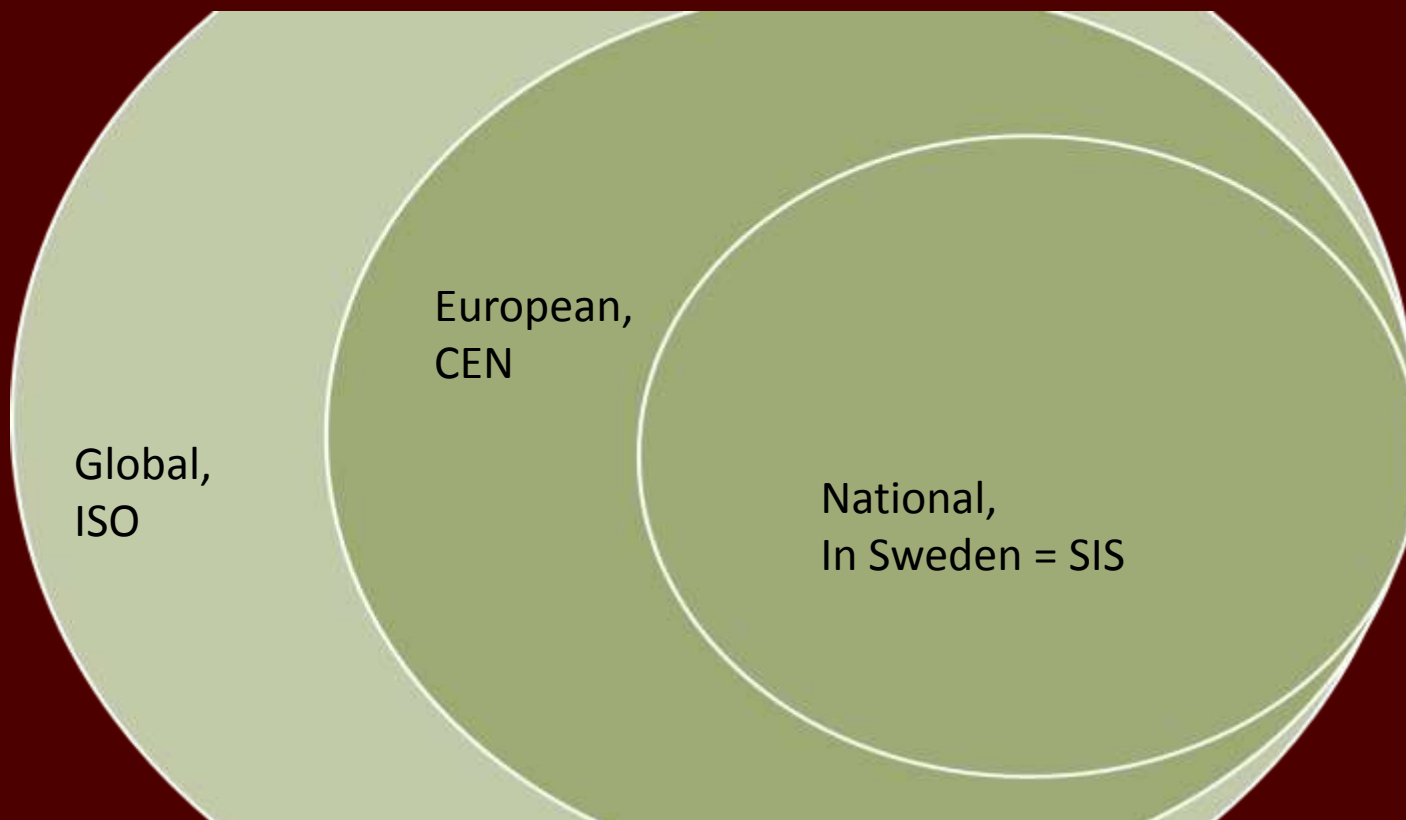 Global,
ISO
European,
CEN
National,
In Sweden = SIS